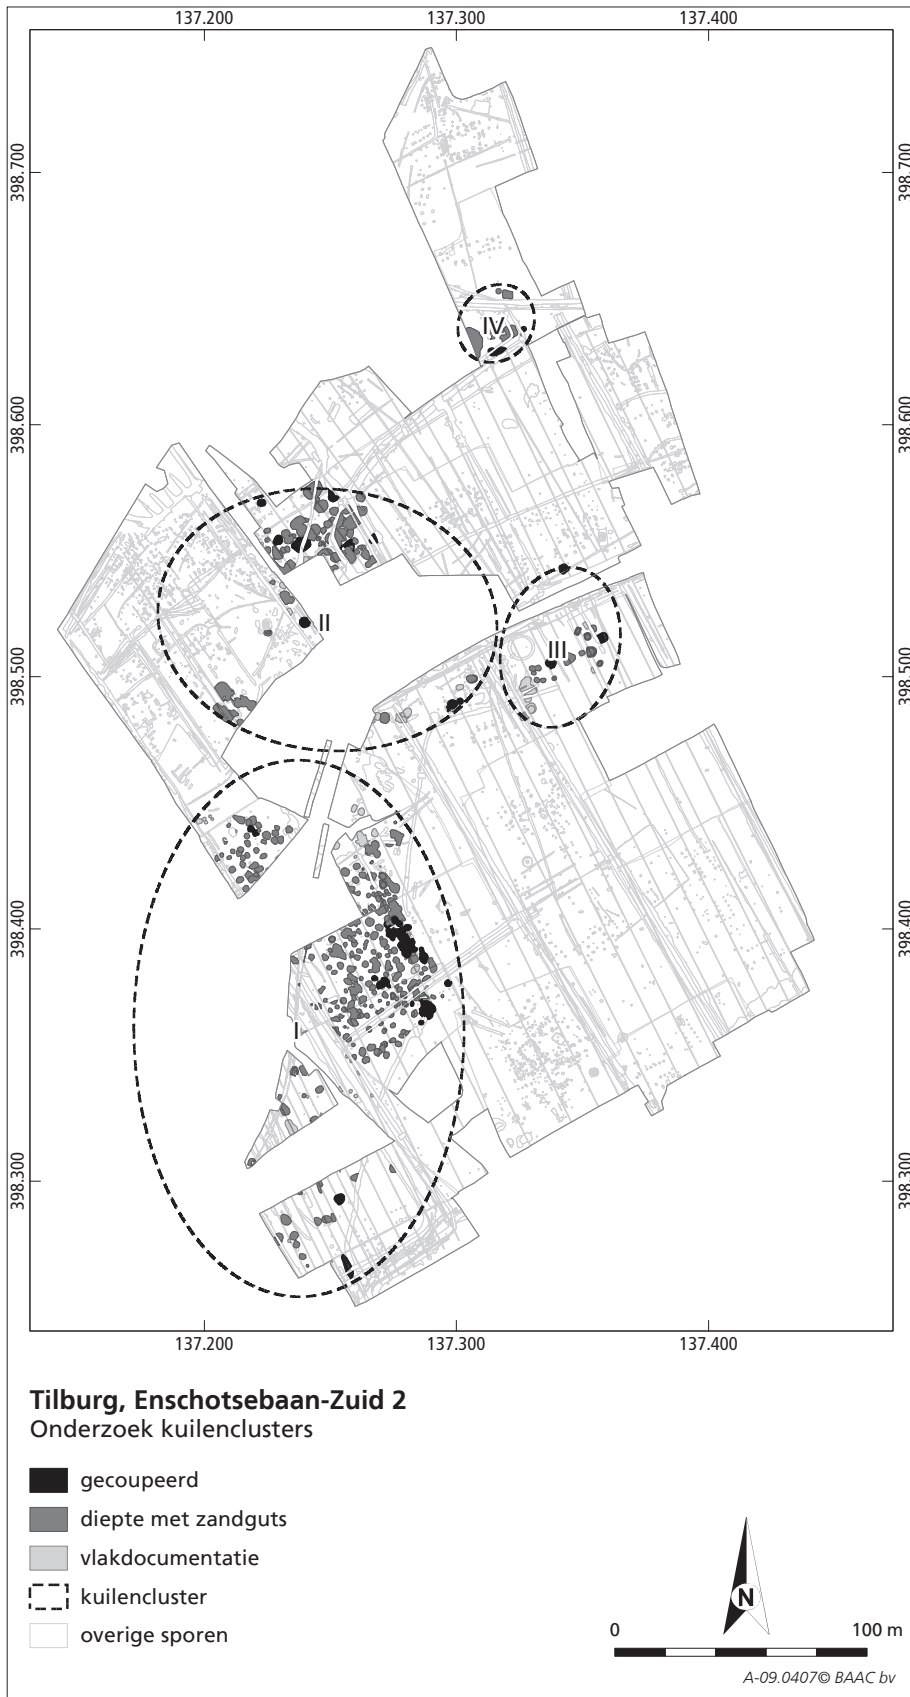 137.200 137.300 137.400
398.700 398.700
IV
398.600 398.600
II
III
398.500 398.500
398.400 398.400
I
398.300 398.300
137.200 137.300 137.400
Tilburg, Enschotsebaan-Zuid 2
Onderzoek kuilenclusters
gecoupeerd
diepte met zandguts
vlakdocumentatie
kuilencluster
overige sporen
N
0 100 m
A-09.0407© BAAC bv